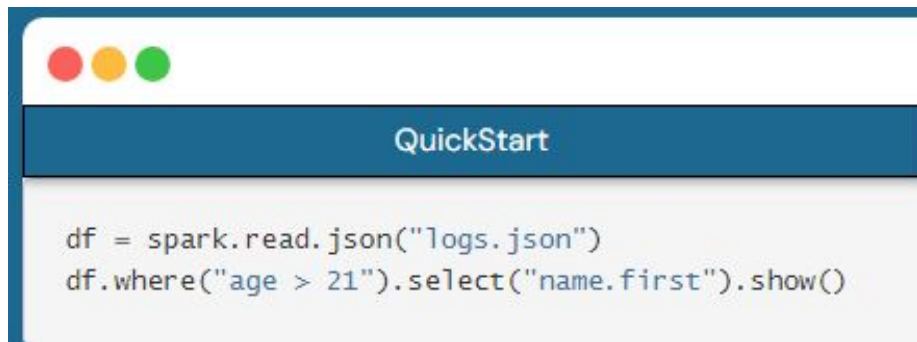 QuickStart
df = spark.read.json("logs.json")
df.where("age > 21").select("name.first").show()